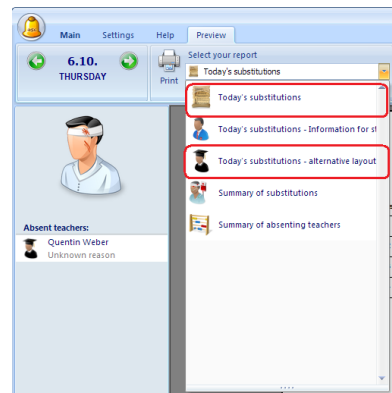 Main Settings Help Preview
6.10.
THURSDAY
Print
Select your report
Today's substitutions
Today's substitutions
Today's substitutions - Information for st
Today's substitutions - alternative layout
Summary of substitutions
Summary of absenting teachers
Absent teachers:
Quentin Weber
Unknown reason